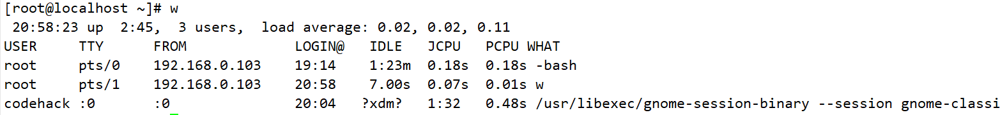 [root@localhost ~]# w
 20:58:23 up  2:45,  3 users,  load average: 0.02, 0.02, 0.11
USER     TTY      FROM             LOGIN@   IDLE   JCPU   PCPU WHAT
root     pts/0    192.168.0.103    19:14    1:23m  0.18s  0.18s -bash
root     pts/1    192.168.0.103    20:58    7.00s  0.07s  0.01s w
codehack :0       :0               20:04   ?xdm?   1:32   0.48s /usr/libexec/gnome-session-binary --session gnome-classi